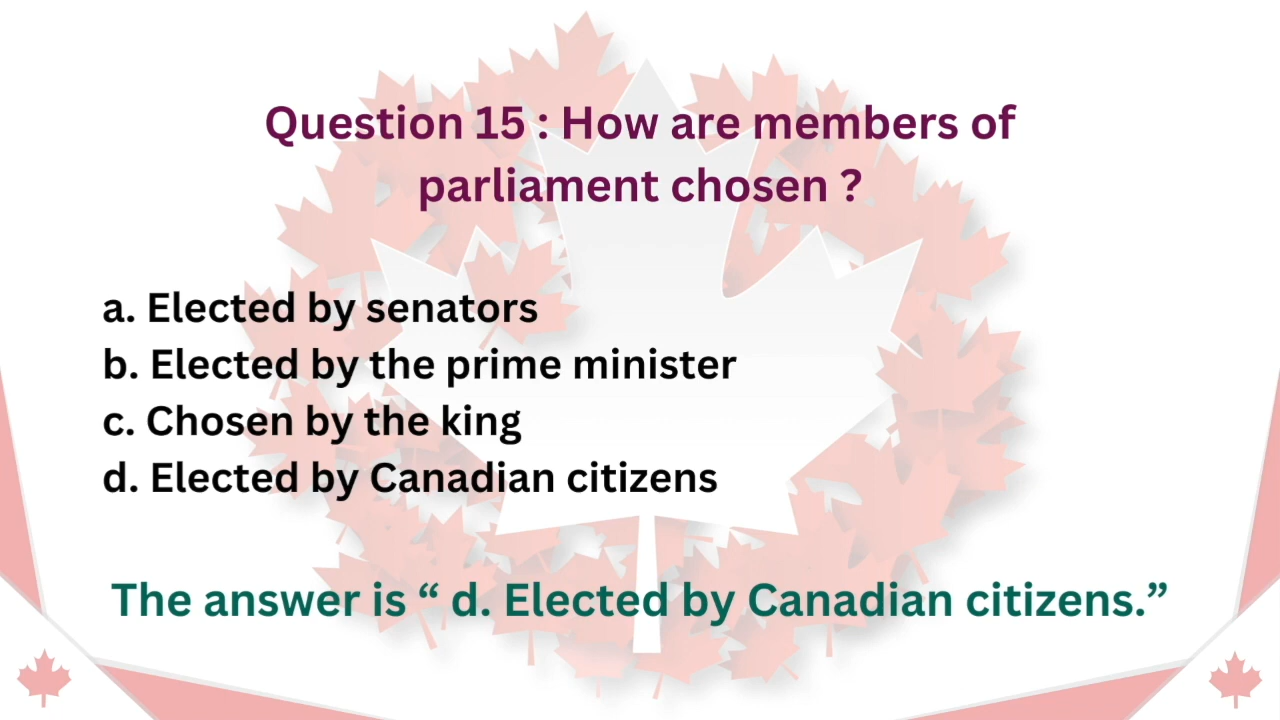 Question 15 : How are members of
parliament chosen ?
a. Elected by senators
b. Elected by the prime minister
c. Chosen by the king
d. Elected by Canadian citizens
The answer is “ d. Elected by Canadian citizens.”